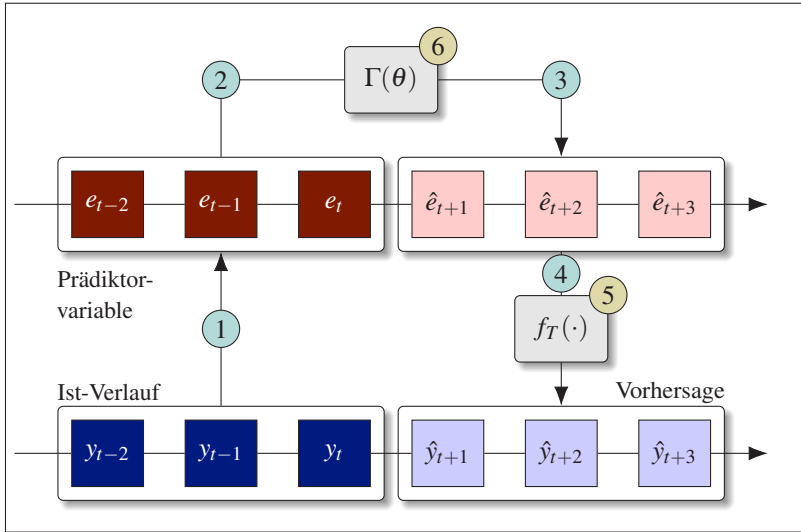 6
2
Γ(θ)
3
e_{t−2} e_{t−1} e_t ê_{t+1} ê_{t+2} ê_{t+3}
4
Prädiktor-
variable
5
1
f_T(·)
Ist-Verlauf
Vorhersage
y_{t−2} y_{t−1} y_t ŷ_{t+1} ŷ_{t+2} ŷ_{t+3}